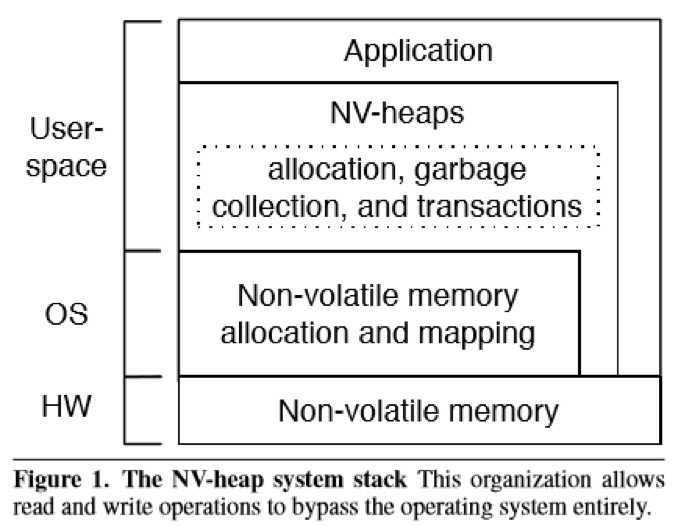 Application
NV-heaps
User-
space
allocation, garbage
collection, and transactions
Non-volatile memory
allocation and mapping
OS
HW
Non-volatile memory
Figure 1. The NV-heap system stack This organization allows
read and write operations to bypass the operating system entirely.